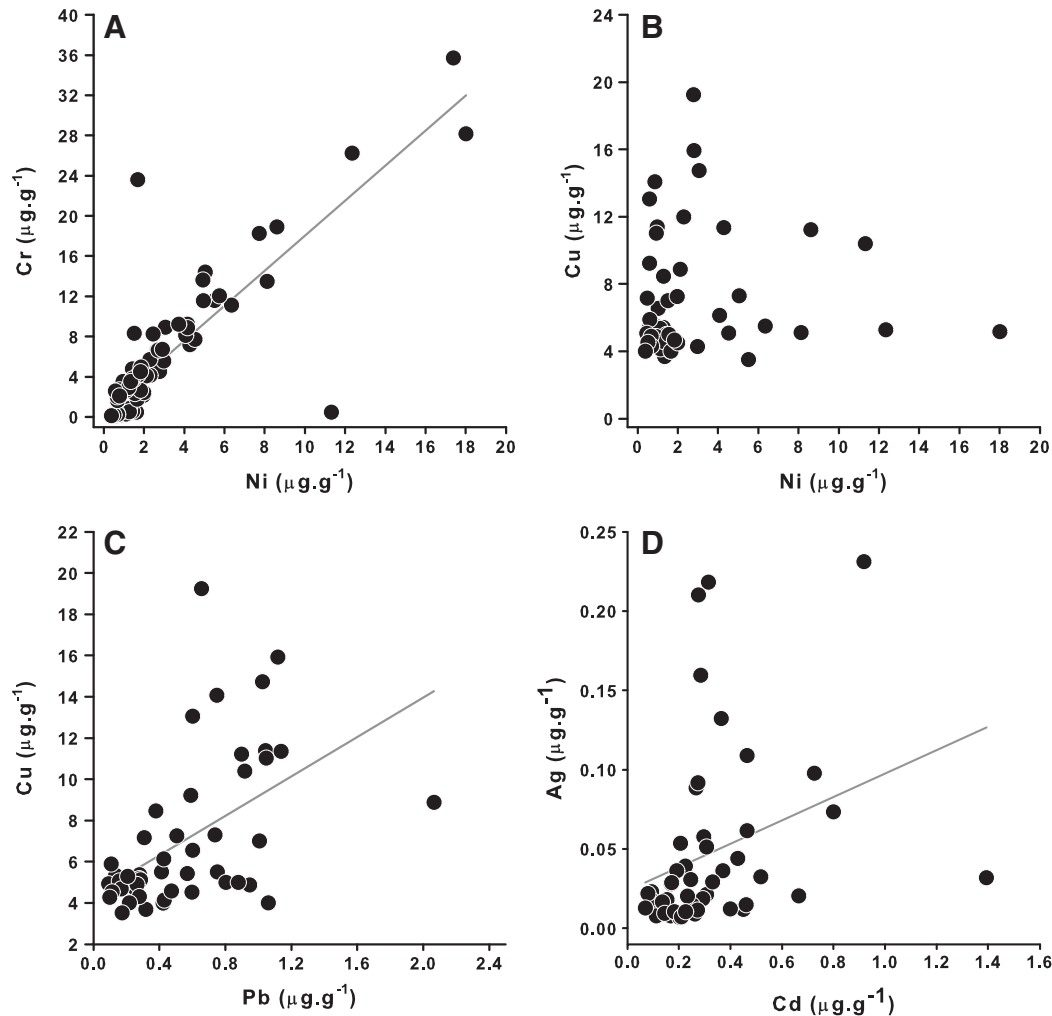 A
Cr (µg.g⁻¹)
40
36
32
28
24
20
16
12
8
4
0
0 2 4 6 8 10 12 14 16 18 20
Ni (µg.g⁻¹)
B
Cu (µg.g⁻¹)
24
20
16
12
8
4
0
0 2 4 6 8 10 12 14 16 18 20
Ni (µg.g⁻¹)
C
Cu (µg.g⁻¹)
22
20
18
16
14
12
10
8
6
4
2
0.0 0.4 0.8 1.2 1.6 2.0 2.4
Pb (µg.g⁻¹)
D
Ag (µg.g⁻¹)
0.25
0.20
0.15
0.10
0.05
0.00
0.0 0.2 0.4 0.6 0.8 1.0 1.2 1.4 1.6
Cd (µg.g⁻¹)